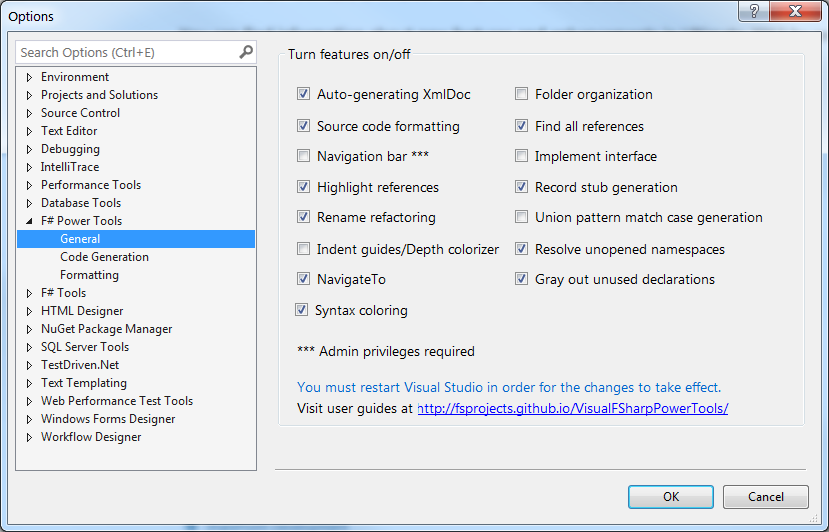 Options
Search Options (Ctrl+E)
Environment
Projects and Solutions
Source Control
Text Editor
Debugging
IntelliTrace
Performance Tools
Database Tools
F# Power Tools
General
Code Generation
Formatting
F# Tools
HTML Designer
NuGet Package Manager
SQL Server Tools
TestDriven.Net
Text Templating
Web Performance Test Tools
Windows Forms Designer
Workflow Designer
Turn features on/off
Auto-generating XmlDoc
Folder organization
Source code formatting
Find all references
Navigation bar ***
Implement interface
Highlight references
Record stub generation
Rename refactoring
Union pattern match case generation
Indent guides/Depth colorizer
Resolve unopened namespaces
NavigateTo
Gray out unused declarations
Syntax coloring
*** Admin privileges required
You must restart Visual Studio in order for the changes to take effect.
Visit user guides at http://fsprojects.github.io/VisualFSharpPowerTools/
OK
Cancel